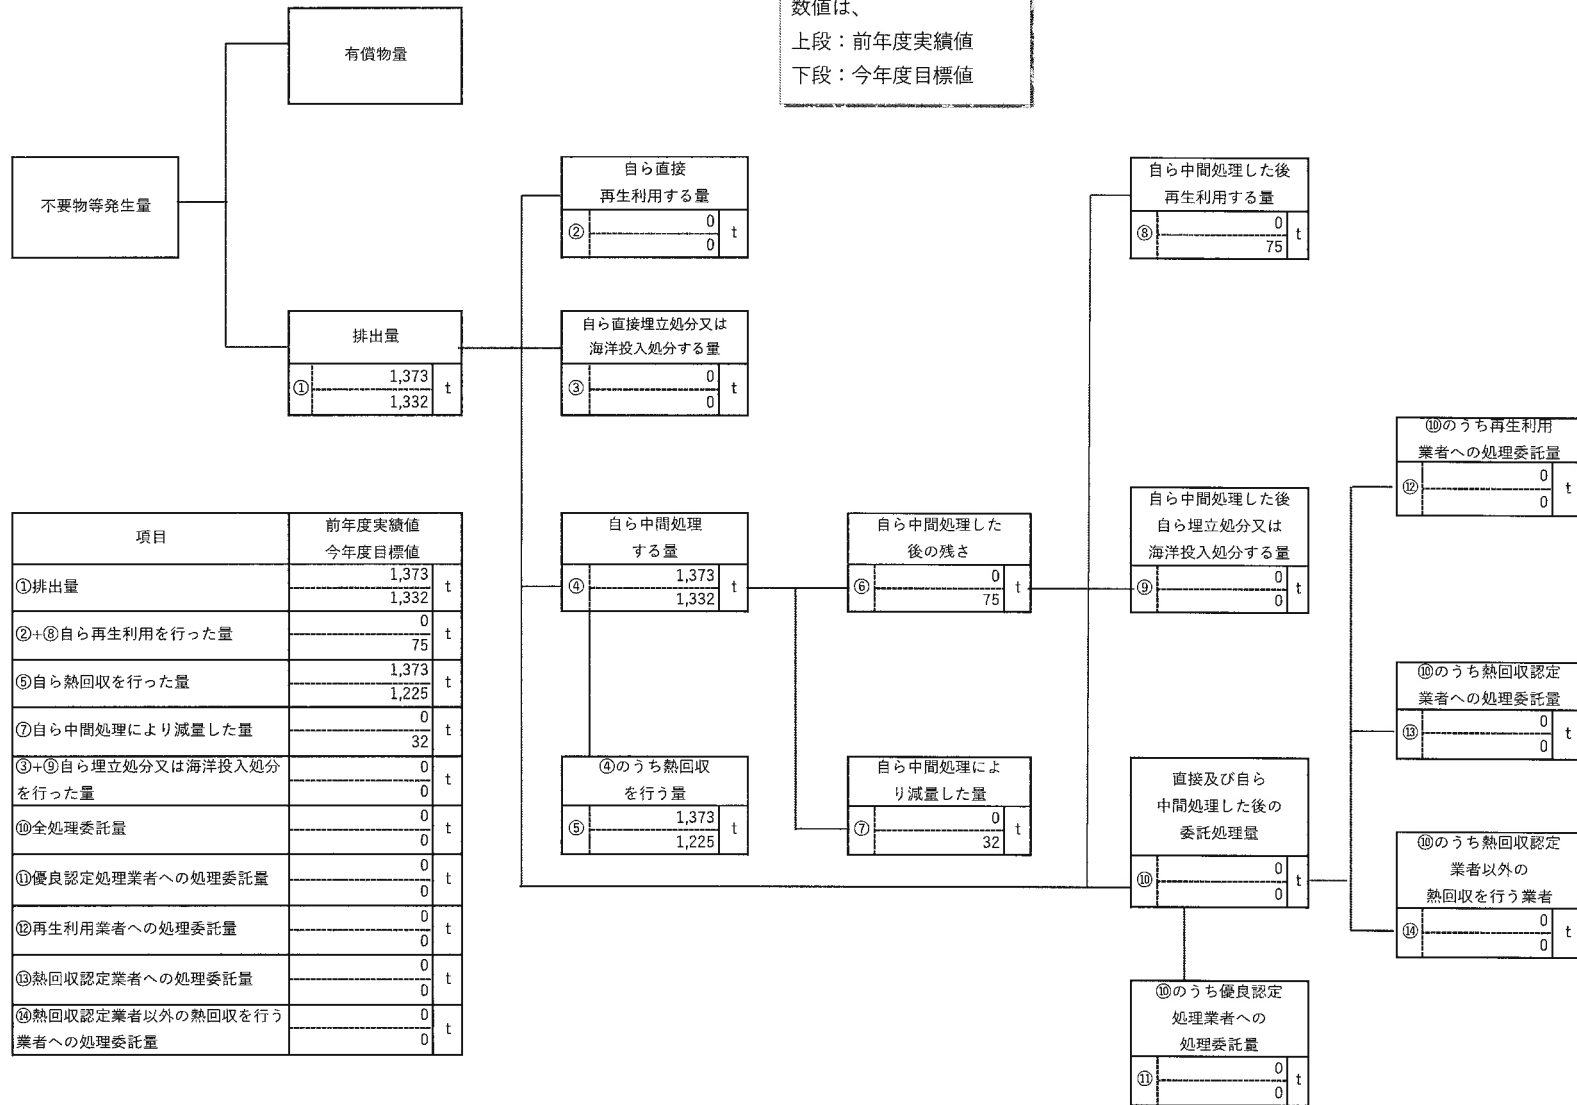 数値は、
上段：前年度実績値
下段：今年度目標値
有償物量
不要物等発生量
排出量
①
1,373
1,332
t
自ら直接
再生利用する量
②
0
0
t
自ら直接埋立処分又は
海洋投入処分する量
③
0
0
t
自ら中間処理
する量
④
1,373
1,332
t
④のうち熱回収
を行う量
⑤
1,373
1,225
t
自ら中間処理した
後の残さ
⑥
0
75
t
自ら中間処理によ
り減量した量
⑦
0
32
t
自ら中間処理した後
再生利用する量
⑧
0
75
t
自ら中間処理した後
自ら埋立処分又は
海洋投入処分する量
⑨
0
0
t
直接及び自ら
中間処理した後の
委託処理量
⑩
0
0
t
⑩のうち優良認定
処理業者への
処理委託量
⑪
0
0
t
⑩のうち再生利用
業者への処理委託量
⑫
0
0
t
⑩のうち熱回収認定
業者への処理委託量
⑬
0
0
t
⑩のうち熱回収認定
業者以外の
熱回収を行う業者
⑭
0
0
t
項目
前年度実績値
今年度目標値
①排出量
1,373
1,332
t
②+⑧自ら再生利用を行った量
0
75
t
⑤自ら熱回収を行った量
1,373
1,225
t
⑦自ら中間処理により減量した量
0
32
t
③+⑨自ら埋立処分又は海洋投入処分
を行った量
0
0
t
⑩全処理委託量
0
0
t
⑪優良認定処理業者への処理委託量
0
0
t
⑫再生利用業者への処理委託量
0
0
t
⑬熱回収認定業者への処理委託量
0
0
t
⑭熱回収認定業者以外の熱回収を行う
業者への処理委託量
0
0
t